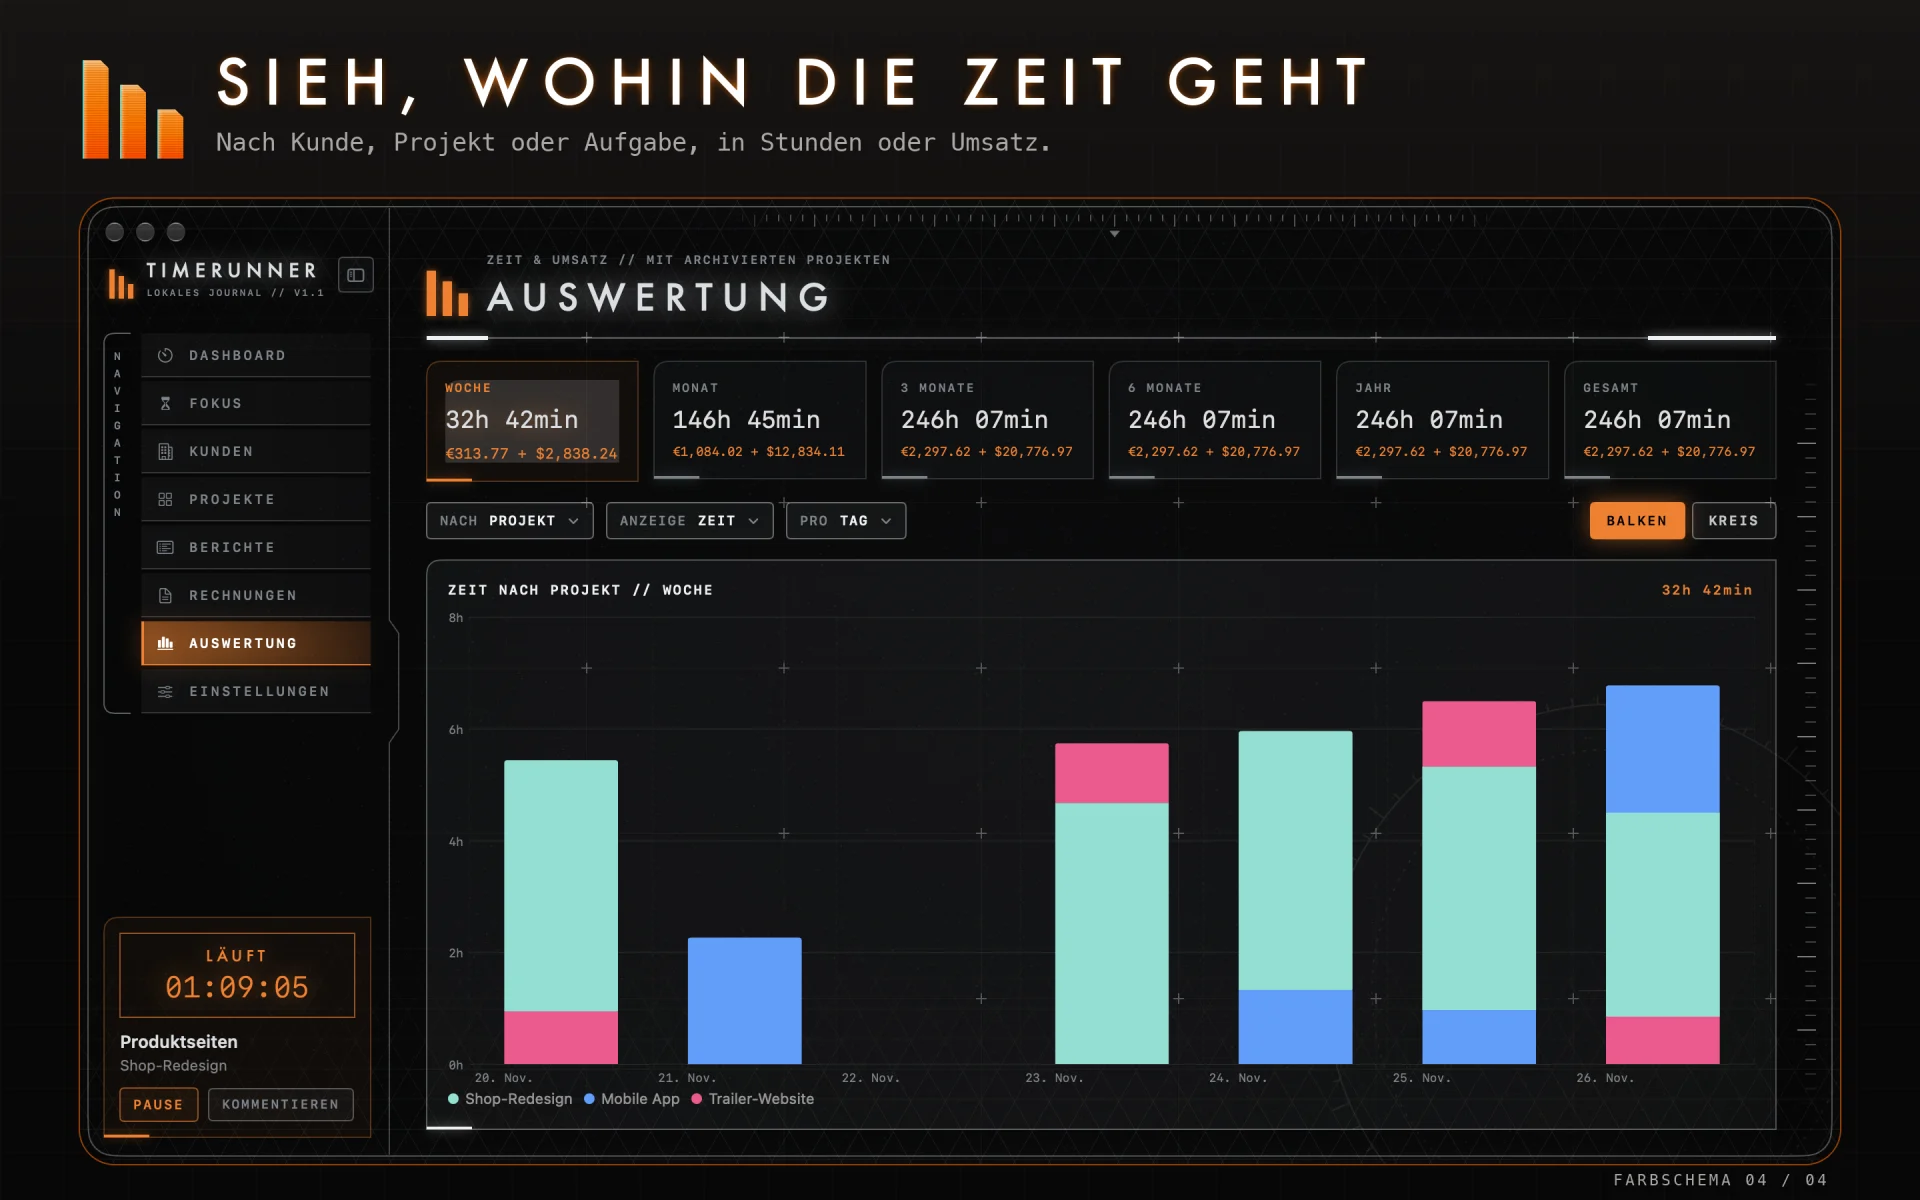 SIEH, WOHIN DIE ZEIT GEHT
Nach Kunde, Projekt oder Aufgabe, in Stunden oder Umsatz.
TIMERUNNER
LOKALES JOURNAL // V1.1
NAVIGATION
DASHBOARD
FOKUS
KUNDEN
PROJEKTE
BERICHTE
RECHNUNGEN
AUSWERTUNG
EINSTELLUNGEN
LÄUFT
01:09:05
Produktseiten
Shop-Redesign
PAUSE
KOMMENTIEREN
ZEIT & UMSATZ // MIT ARCHIVIERTEN PROJEKTEN
AUSWERTUNG
WOCHE
32h 42min
€313.77 + $2,838.24
MONAT
146h 45min
€1,084.02 + $12,834.11
3 MONATE
246h 07min
€2,297.62 + $20,776.97
6 MONATE
246h 07min
€2,297.62 + $20,776.97
JAHR
246h 07min
€2,297.62 + $20,776.97
GESAMT
246h 07min
€2,297.62 + $20,776.97
NACH PROJEKT
ANZEIGE ZEIT
PRO TAG
BALKEN
KREIS
ZEIT NACH PROJEKT // WOCHE
32h 42min
8h
6h
4h
2h
0h
20. Nov.
21. Nov.
22. Nov.
23. Nov.
24. Nov.
25. Nov.
26. Nov.
Shop-Redesign
Mobile App
Trailer-Website
FARBSCHEMA 04 / 04